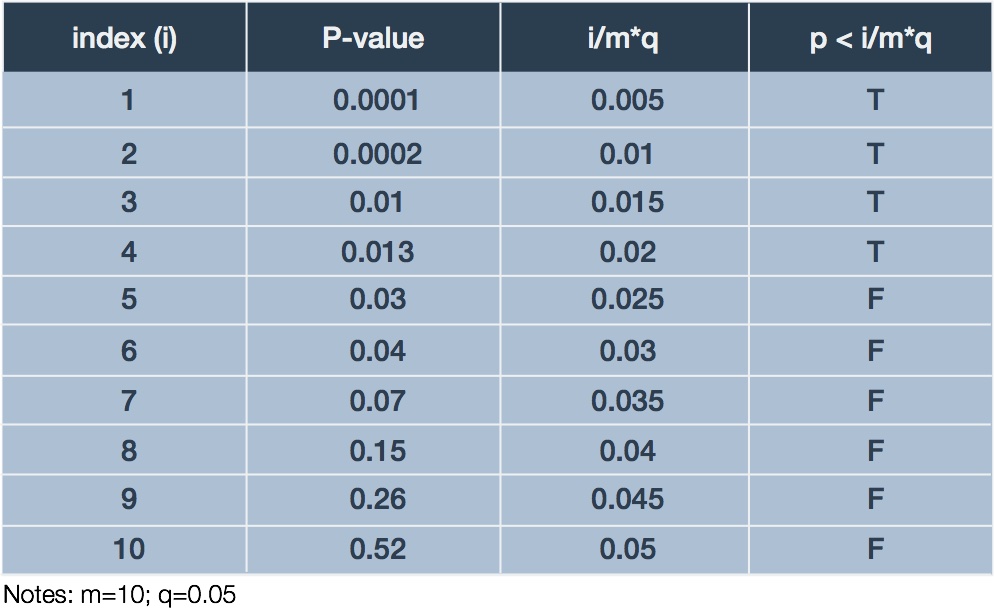 index (i) P-value i/m*q p < i/m*q
1 0.0001 0.005 T
2 0.0002 0.01 T
3 0.01 0.015 T
4 0.013 0.02 T
5 0.03 0.025 F
6 0.04 0.03 F
7 0.07 0.035 F
8 0.15 0.04 F
9 0.26 0.045 F
10 0.52 0.05 F
Notes: m=10; q=0.05